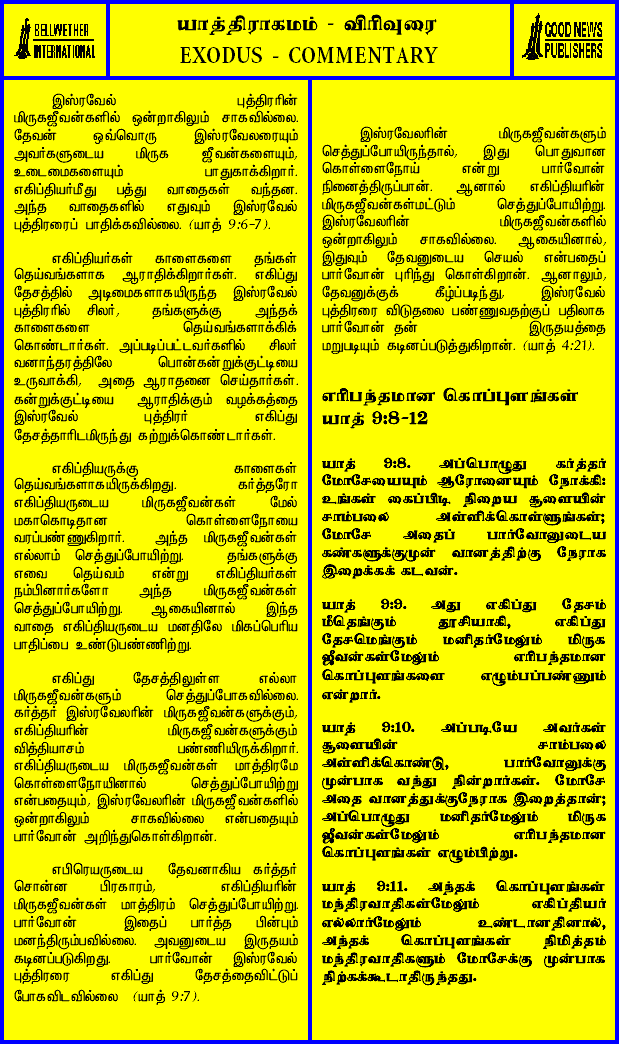 BELLWETHER
INTERNATIONAL
யாத்திராகமம் - விரிவுரை
EXODUS - COMMENTARY
GOOD NEWS
PUBLISHERS
இஸ்ரவேல் புத்திரரின்
மிருகஜீவன்களில் ஒன்றாகிலும் சாகவில்லை.
தேவன் ஒவ்வொரு இஸ்ரவேலரையும்
அவர்களுடைய மிருக ஜீவன்களையும்,
உடைமைகளையும் பாதுகாக்கிறார்.
எகிப்தியர்மீது பத்து வாதைகள் வந்தன.
அந்த வாதைகளில் எதுவும் இஸ்ரவேல்
புத்திரரைப் பாதிக்கவில்லை. (யாத் 9:6-7).
எகிப்தியர்கள் காளைகளை தங்கள்
தெய்வங்களாக ஆராதிக்கிறார்கள். எகிப்து
தேசத்தில் அடிமைகளாகயிருந்த இஸ்ரவேல்
புத்திரரில் சிலர், தங்களுக்கு அந்தக்
காளைகளை தெய்வங்களாக்கிக்
கொண்டார்கள். அப்படிப்பட்டவர்களில் சிலர்
வனாந்தரத்திலே பொன்கன்றுக்குட்டியை
உருவாக்கி, அதை ஆராதனை செய்தார்கள்.
கன்றுக்குட்டியை ஆராதிக்கும் வழக்கத்தை
இஸ்ரவேல் புத்திரர் எகிப்து
தேசத்தாரிடமிருந்து கற்றுக்கொண்டார்கள்.
எகிப்தியருக்கு காளைகள்
தெய்வங்களாகயிருக்கிறது. கர்த்தரோ
எகிப்தியருடைய மிருகஜீவன்கள் மேல்
மகாகொடிதான கொள்ளைநோயை
வரப்பண்ணுகிறார். அந்த மிருகஜீவன்கள்
எல்லாம் செத்துப்போயிற்று. தங்களுக்கு
எவை தெய்வம் என்று எகிப்தியர்கள்
நம்பினார்களோ அந்த மிருகஜீவன்கள்
செத்துப்போயிற்று. ஆகையினால் இந்த
வாதை எகிப்தியருடைய மனதிலே மிகப்பெரிய
பாதிப்பை உண்டுபண்ணிற்று.
எகிப்து தேசத்திலுள்ள எல்லா
மிருகஜீவன்களும் செத்துப்போகவில்லை.
கர்த்தர் இஸ்ரவேலரின் மிருகஜீவன்களுக்கும்,
எகிப்தியரின் மிருகஜீவன்களுக்கும்
வித்தியாசம் பண்ணியிருக்கிறார்.
எகிப்தியருடைய மிருகஜீவன்கள் மாத்திரமே
கொள்ளைநோயினால் செத்துப்போயிற்று
என்பதையும், இஸ்ரவேலரின் மிருகஜீவன்களில்
ஒன்றாகிலும் சாகவில்லை என்பதையும்
பார்வோன் அறிந்துகொள்கிறான்.
எபிரெயருடைய தேவனாகிய கர்த்தர்
சொன்ன பிரகாரம், எகிப்தியரின்
மிருகஜீவன்கள் மாத்திரம் செத்துப்போயிற்று.
பார்வோன் இதைப் பார்த்த பின்பும்
மனந்திரும்பவில்லை. அவனுடைய இருதயம்
கடினப்படுகிறது. பார்வோன் இஸ்ரவேல்
புத்திரரை எகிப்து தேசத்தைவிட்டுப்
போகவிடவில்லை (யாத் 9:7).
இஸ்ரவேலரின் மிருகஜீவன்களும்
செத்துப்போயிருந்தால், இது பொதுவான
கொள்ளைநோய் என்று பார்வோன்
நினைத்திருப்பான். ஆனால் எகிப்தியரின்
மிருகஜீவன்கள்மட்டும் செத்துப்போயிற்று.
இஸ்ரவேலரின் மிருகஜீவன்களில்
ஒன்றாகிலும் சாகவில்லை. ஆகையினால்,
இதுவும் தேவனுடைய செயல் என்பதைப்
பார்வோன் புரிந்து கொள்கிறான். ஆனாலும்,
தேவனுக்குக் கீழ்ப்படிந்து, இஸ்ரவேல்
புத்திரரை விடுதலை பண்ணுவதற்குப் பதிலாக
பார்வோன் தன் இருதயத்தை
மறுபடியும் கடினப்படுத்துகிறான். (யாத் 4:21).
எரிபந்தமான கொப்புளங்கள்
யாத் 9:8-12
யாத் 9:8. அப்பொழுது கர்த்தர்
மோசேயையும் ஆரோனையும் நோக்கி:
உங்கள் கைப்பிடி நிறைய சூளையின்
சாம்பலை அள்ளிக்கொள்ளுங்கள்;
மோசே அதைப் பார்வோனுடைய
கண்களுக்குமுன் வானத்திற்கு நேராக
இறைக்கக் கடவன்.
யாத் 9:9. அது எகிப்து தேசம்
மீதெங்கும் தூசியாகி, எகிப்து
தேசமெங்கும் மனிதர்மேலும் மிருக
ஜீவன்கள்மேலும் எரிபந்தமான
கொப்புளங்களை எழும்பப்பண்ணும்
என்றார்.
யாத் 9:10. அப்படியே அவர்கள்
சூளையின் சாம்பலை
அள்ளிக்கொண்டு, பார்வோனுக்கு
முன்பாக வந்து நின்றார்கள். மோசே
அதை வானத்துக்குநேராக இறைத்தான்;
அப்பொழுது மனிதர்மேலும் மிருக
ஜீவன்கள்மேலும் எரிபந்தமான
கொப்புளங்கள் எழும்பிற்று.
யாத் 9:11. அந்தக் கொப்புளங்கள்
மந்திரவாதிகள்மேலும் எகிப்தியர்
எல்லார்மேலும் உண்டானதினால்,
அந்தக் கொப்புளங்கள் நிமித்தம்
மந்திரவாதிகளும் மோசேக்கு முன்பாக
நிற்கக்கூடாதிருந்தது.